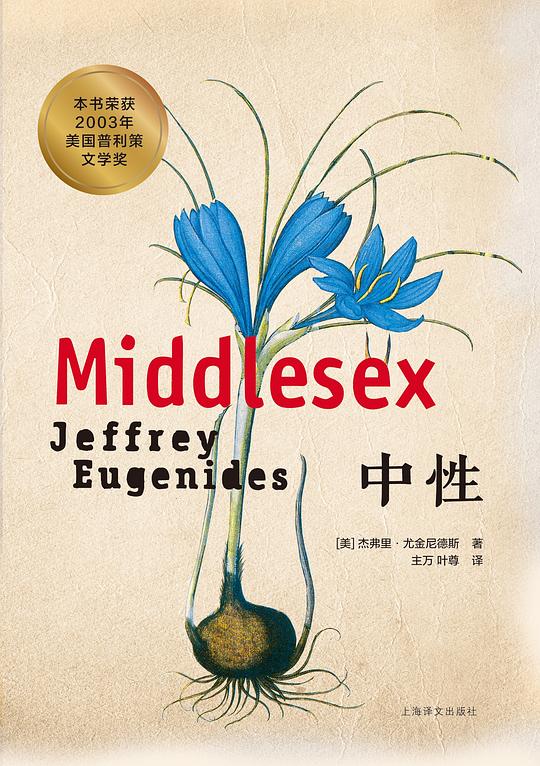 本书荣获
2003年
美国普利策
文学奖
Middlesex
Jeffrey
Eugenides
中性
[美] 杰弗里·尤金尼德斯 著
主万 叶尊 译
上海译文出版社